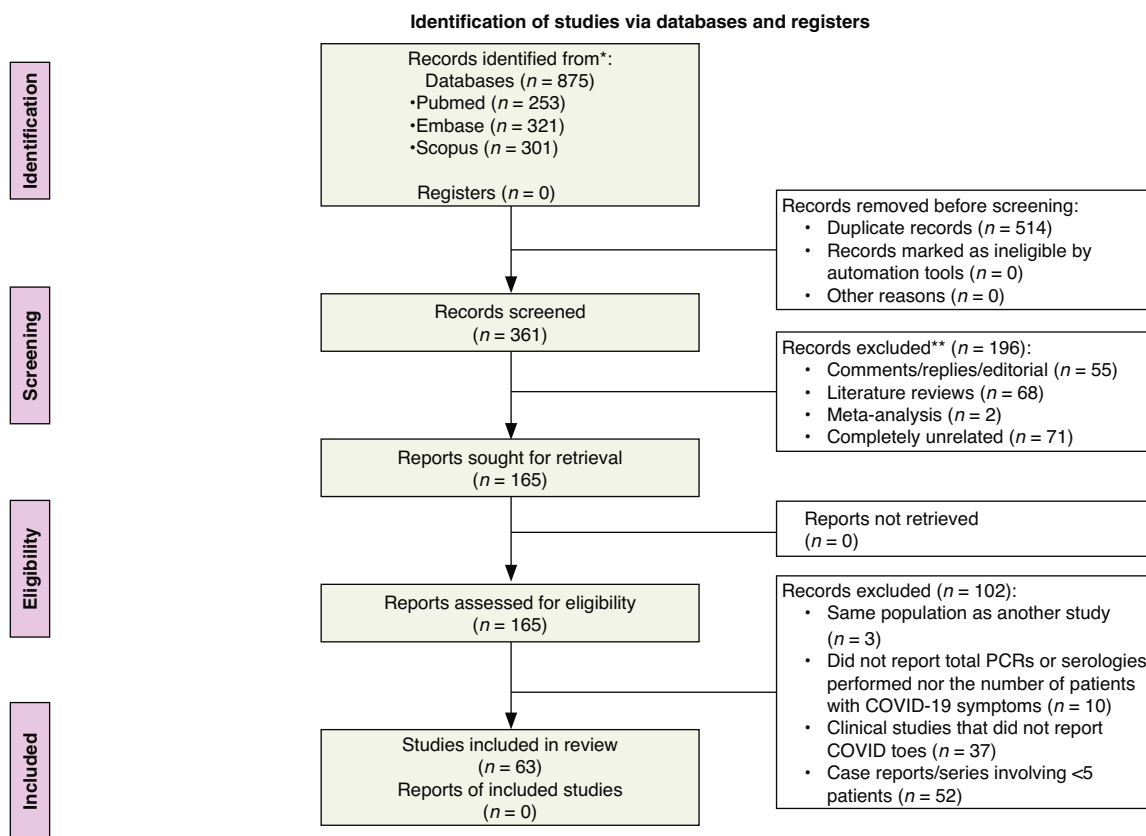 Identification of studies via databases and registers
Identification
Records identified from*:
Databases (n = 875)
•Pubmed (n = 253)
•Embase (n = 321)
•Scopus (n = 301)
Registers (n = 0)
Records removed before screening:
• Duplicate records (n = 514)
• Records marked as ineligible by
automation tools (n = 0)
• Other reasons (n = 0)
Screening
Records screened
(n = 361)
Records excluded** (n = 196):
• Comments/replies/editorial (n = 55)
• Literature reviews (n = 68)
• Meta-analysis (n = 2)
• Completely unrelated (n = 71)
Reports sought for retrieval
(n = 165)
Eligibility
Reports not retrieved
(n = 0)
Reports assessed for eligibility
(n = 165)
Records excluded (n = 102):
• Same population as another study
(n = 3)
• Did not report total PCRs or serologies
performed nor the number of patients
with COVID-19 symptoms (n = 10)
• Clinical studies that did not report
COVID toes (n = 37)
• Case reports/series involving <5
patients (n = 52)
Included
Studies included in review
(n = 63)
Reports of included studies
(n = 0)